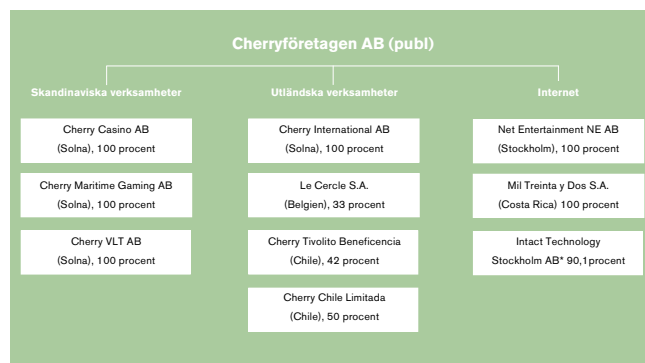 Cherryföretagen AB (publ)
Skandinaviska verksamheter
Cherry Casino AB
(Solna), 100 procent
Cherry Maritime Gaming AB
(Solna), 100 procent
Cherry VLT AB
(Solna), 100 procent
Utländska verksamheter
Cherry International AB
(Solna), 100 procent
Le Cercle S.A.
(Belgien), 33 procent
Cherry Tivolito Beneficencia
(Chile), 42 procent
Cherry Chile Limitada
(Chile), 50 procent
Internet
Net Entertainment NE AB
(Stockholm), 100 procent
Mil Treinta y Dos S.A.
(Costa Rica) 100 procent
Intact Technology
Stockholm AB* 90,1procent